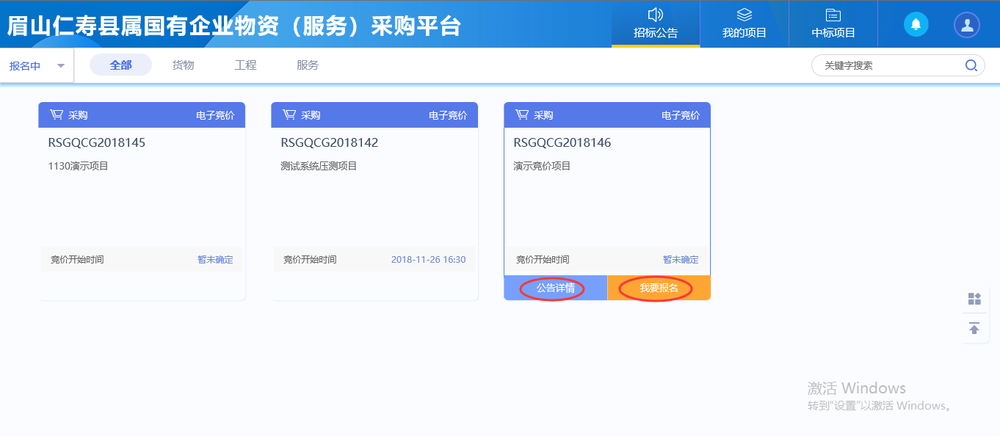 眉山仁寿县属国有企业物资（服务）采购平台
招标公告
我的项目
中标项目
报名中
全部
货物
工程
服务
关键字搜索
采购
电子竞价
RSGQCG2018145
1130演示项目
竞价开始时间
暂未确定
采购
电子竞价
RSGQCG2018142
测试系统压测项目
竞价开始时间
2018-11-26 16:30
采购
电子竞价
RSGQCG2018146
演示竞价项目
竞价开始时间
暂未确定
公告详情
我要报名
激活 Windows
转到"设置"以激活 Windows。